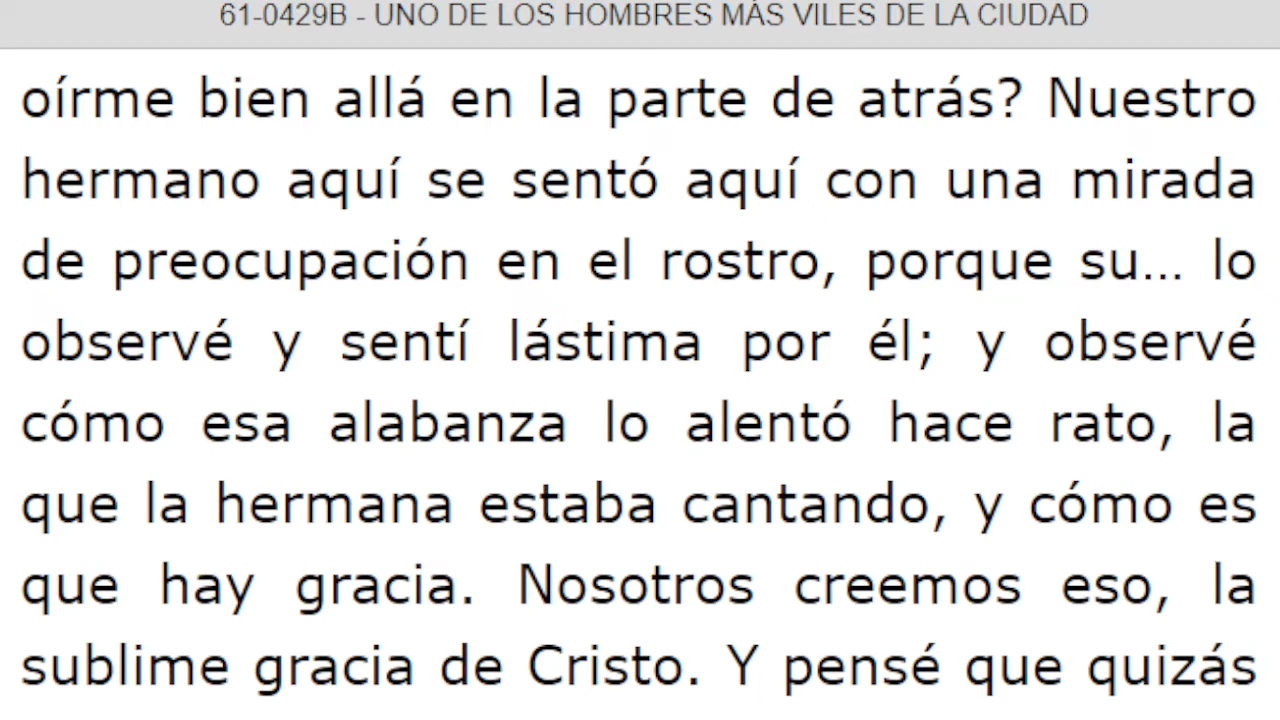 61-0429B - UNO DE LOS HOMBRES MÁS VILES DE LA CIUDAD
oírme bien allá en la parte de atrás? Nuestro
hermano aquí se sentó aquí con una mirada
de preocupación en el rostro, porque su... lo
observé y sentí lástima por él; y observé
cómo esa alabanza lo alentó hace rato, la
que la hermana estaba cantando, y cómo es
que hay gracia. Nosotros creemos eso, la
sublime gracia de Cristo. Y pensé que quizás